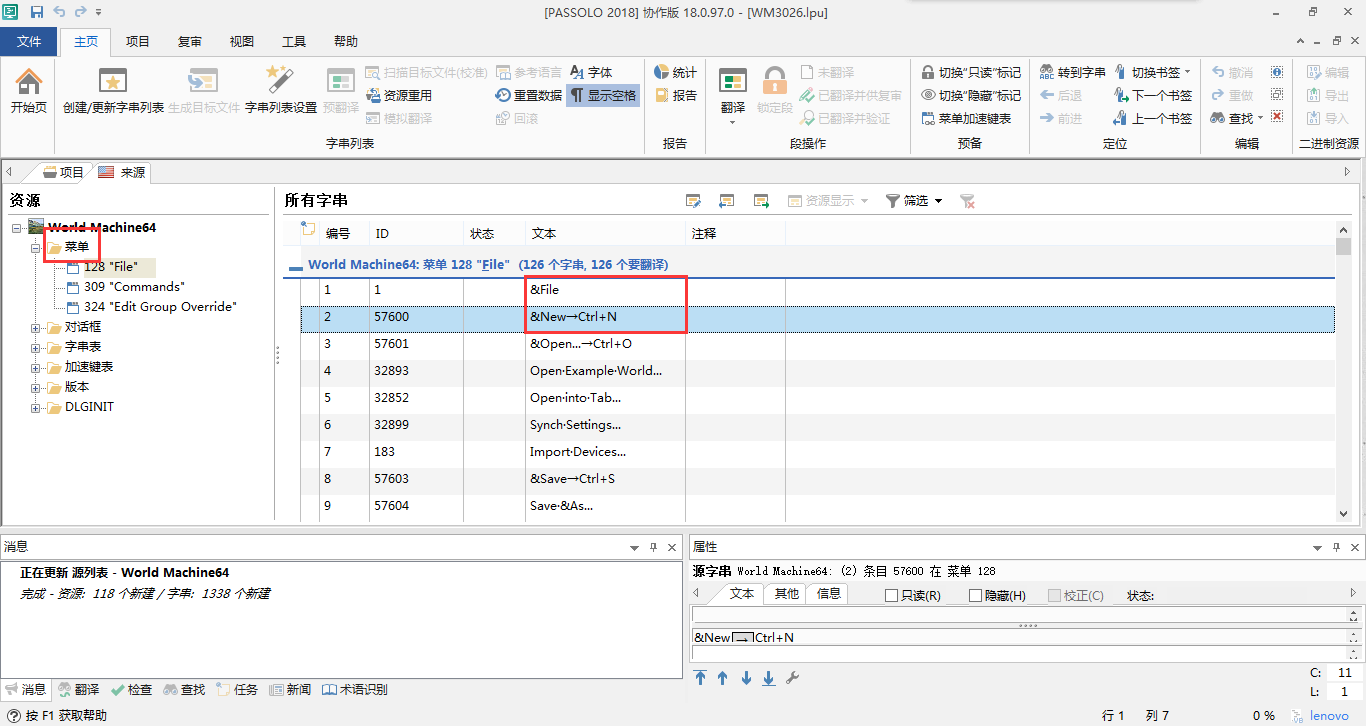 [PASSOLO 2018] 协作版 18.0.97.0 - [WM3026.lpu]
文件 主页 项目 复审 视图 工具 帮助
开始页
创建/更新字串列表 生成目标文件 字串列表设置 预翻译
扫描目标文件(校准)
资源重用
模拟翻译
参考语言
重置数据
回滚
字体
显示空格
字串列表
统计
报告
报告
翻译
锁定段
未翻译
已翻译并供复审
已翻译并验证
段操作
切换“只读”标记
切换“隐藏”标记
菜单加速键表
预备
转到字串
后退
前进
切换书签
下一个书签
上一个书签
定位
撤消
重做
查找
编辑
编辑
导出
导入
二进制资源
项目 来源
资源
World Machine64
菜单
128 "File"
309 "Commands"
324 "Edit Group Override"
对话框
字串表
加速键表
版本
DLGINIT
所有字串
资源显示 筛选
编号 ID 状态 文本 注释
World Machine64: 菜单 128 "File" (126 个字串, 126 个要翻译)
1 1 &File
2 57600 &New→Ctrl+N
3 57601 &Open...→Ctrl+O
4 32893 Open·Example·World...
5 32852 Open·into·Tab...
6 32899 Synch·Settings...
7 183 Import·Devices...
8 57603 &Save→Ctrl+S
9 57604 Save·&As...
消息
正在更新 源列表 - World Machine64
完成 - 资源: 118 个新建 / 字串: 1338 个新建
消息 翻译 检查 查找 任务 新闻 术语识别
属性
源字串 World Machine64: (2) 条目 57600 在 菜单 128
文本 其他 信息 只读(R) 隐藏(H) 校正(C) 状态:
&New→Ctrl+N
C: 11
L: 1
按 F1 获取帮助
行 1 列 7 0 % lenovo